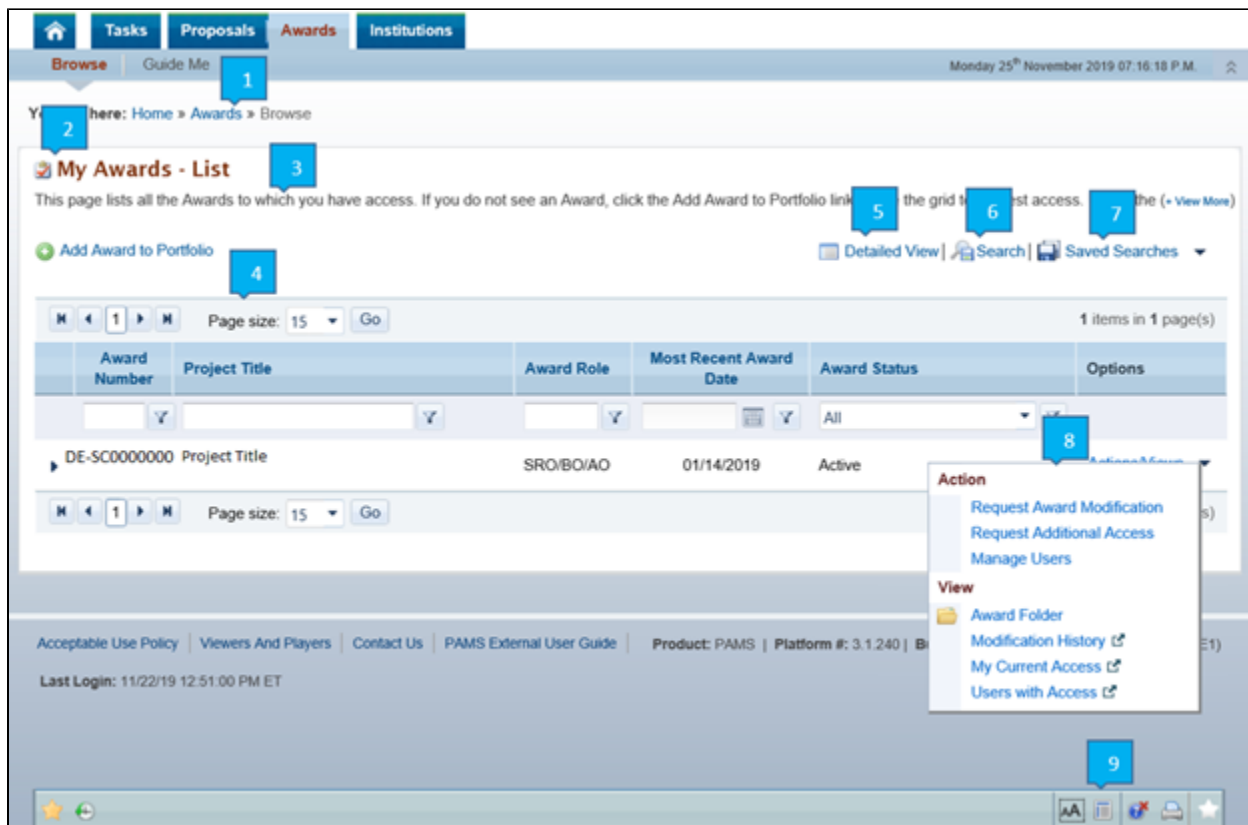 Tasks Proposals Awards Institutions
Browse Guide Me 1 Monday 25th November 2019 07:16:18 P.M.
here: Home » Awards » Browse
2
My Awards - List 3
This page lists all the Awards to which you have access. If you do not see an Award, click the Add Award to Portfolio link the grid access. the (+ View More)
5 6 7
Add Award to Portfolio Detailed View | Search | Saved Searches
4
1 Page size: 15 Go 1 items in 1 page(s)
Award Number Project Title Award Role Most Recent Award Date Award Status Options
All
8
DE-SC0000000 Project Title SRO/BO/AO 01/14/2019 Active Actions/Views
1 Page size: 15 Go
Action
Request Award Modification
Request Additional Access
Manage Users
View
Award Folder
Modification History
My Current Access
Users with Access
Acceptable Use Policy | Viewers And Players | Contact Us | PAMS External User Guide | Product: PAMS | Platform #: 3.1.240 |
Last Login: 11/22/19 12:51:00 PM ET
9
AA